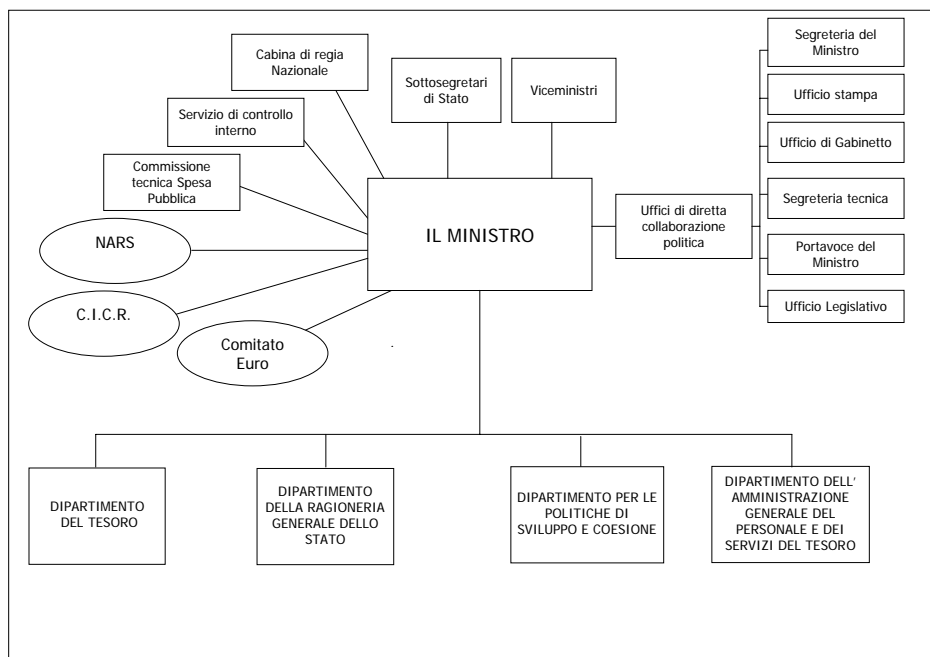 Cabina di regia
Nazionale
Servizio di controllo
interno
Commissione
tecnica Spesa
Pubblica
NARS
C.I.C.R.
Comitato
Euro
Sottosegretari
di Stato
Viceministri
IL MINISTRO
Uffici di diretta
collaborazione
politica
Segreteria del
Ministro
Ufficio stampa
Ufficio di Gabinetto
Segreteria tecnica
Portavoce del
Ministro
Ufficio Legislativo
DIPARTIMENTO
DEL TESORO
DIPARTIMENTO
DELLA RAGIONERIA
GENERALE DELLO
STATO
DIPARTIMENTO PER LE
POLITICHE DI
SVILUPPO E COESIONE
DIPARTIMENTO DELL'
AMMINISTRAZIONE
GENERALE DEL
PERSONALE E DEI
SERVIZI DEL TESORO